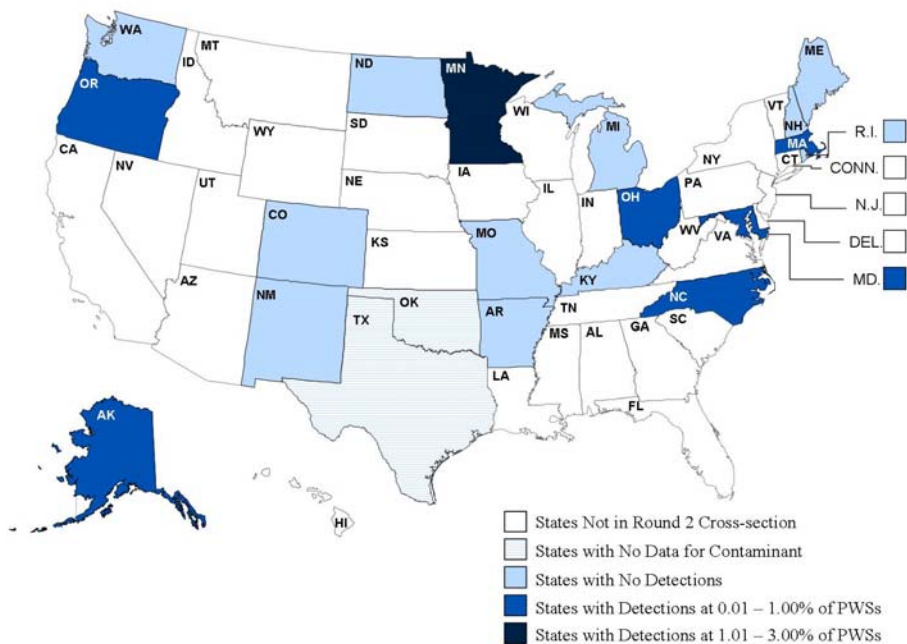 WA
MT
ND
MN
ME
ID
OR
VT
NH
WI
MI
SD
MA
R.I.
WY
NY
CT
CONN.
CA
NV
IA
PA
NE
N.J.
UT
IL
IN
OH
CO
WV
VA
DEL.
MO
KS
KY
MD.
AZ
NM
OK
TN
NC
TX
AR
SC
MS
AL
GA
LA
FL
AK
HI
States Not in Round 2 Cross-section
States with No Data for Contaminant
States with No Detections
States with Detections at 0.01 – 1.00% of PWSs
States with Detections at 1.01 – 3.00% of PWSs